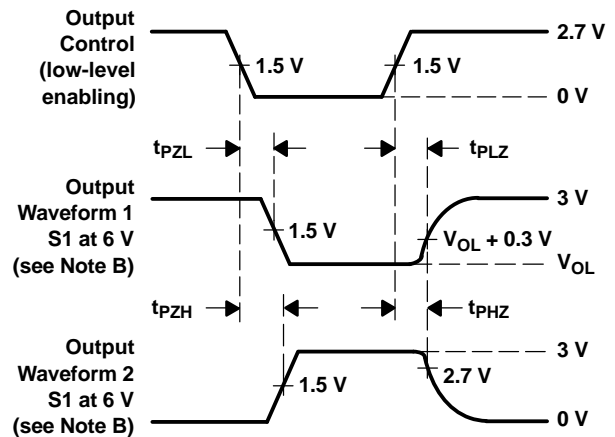 Output
Control
(low-level
enabling)
1.5 V
1.5 V
2.7 V
0 V
tPZL
tPLZ
Output
Waveform 1
S1 at 6 V
(see Note B)
1.5 V
3 V
VOL + 0.3 V
VOL
tPZH
tPHZ
Output
Waveform 2
S1 at 6 V
(see Note B)
1.5 V
3 V
2.7 V
0 V